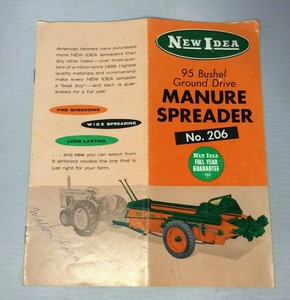 American farmers have purchased
more NEW IDEA spreaders than
any other make—over three-quar-
ters of a million since 1899. Highest
quality materials and workmanship
make every NEW IDEA spreader
a "best buy"—and each is guar-
anteed for a full year.
FINE SHREDDING
WIDE SPREADING
LONG LASTING
. . . and now you can select from
9 different models the one that is
just right for your farm.
NEW IDEA
95 Bushel
Ground Drive
MANURE
SPREADER
No. 206
NEW IDEA
FULL YEAR
GUARANTEE